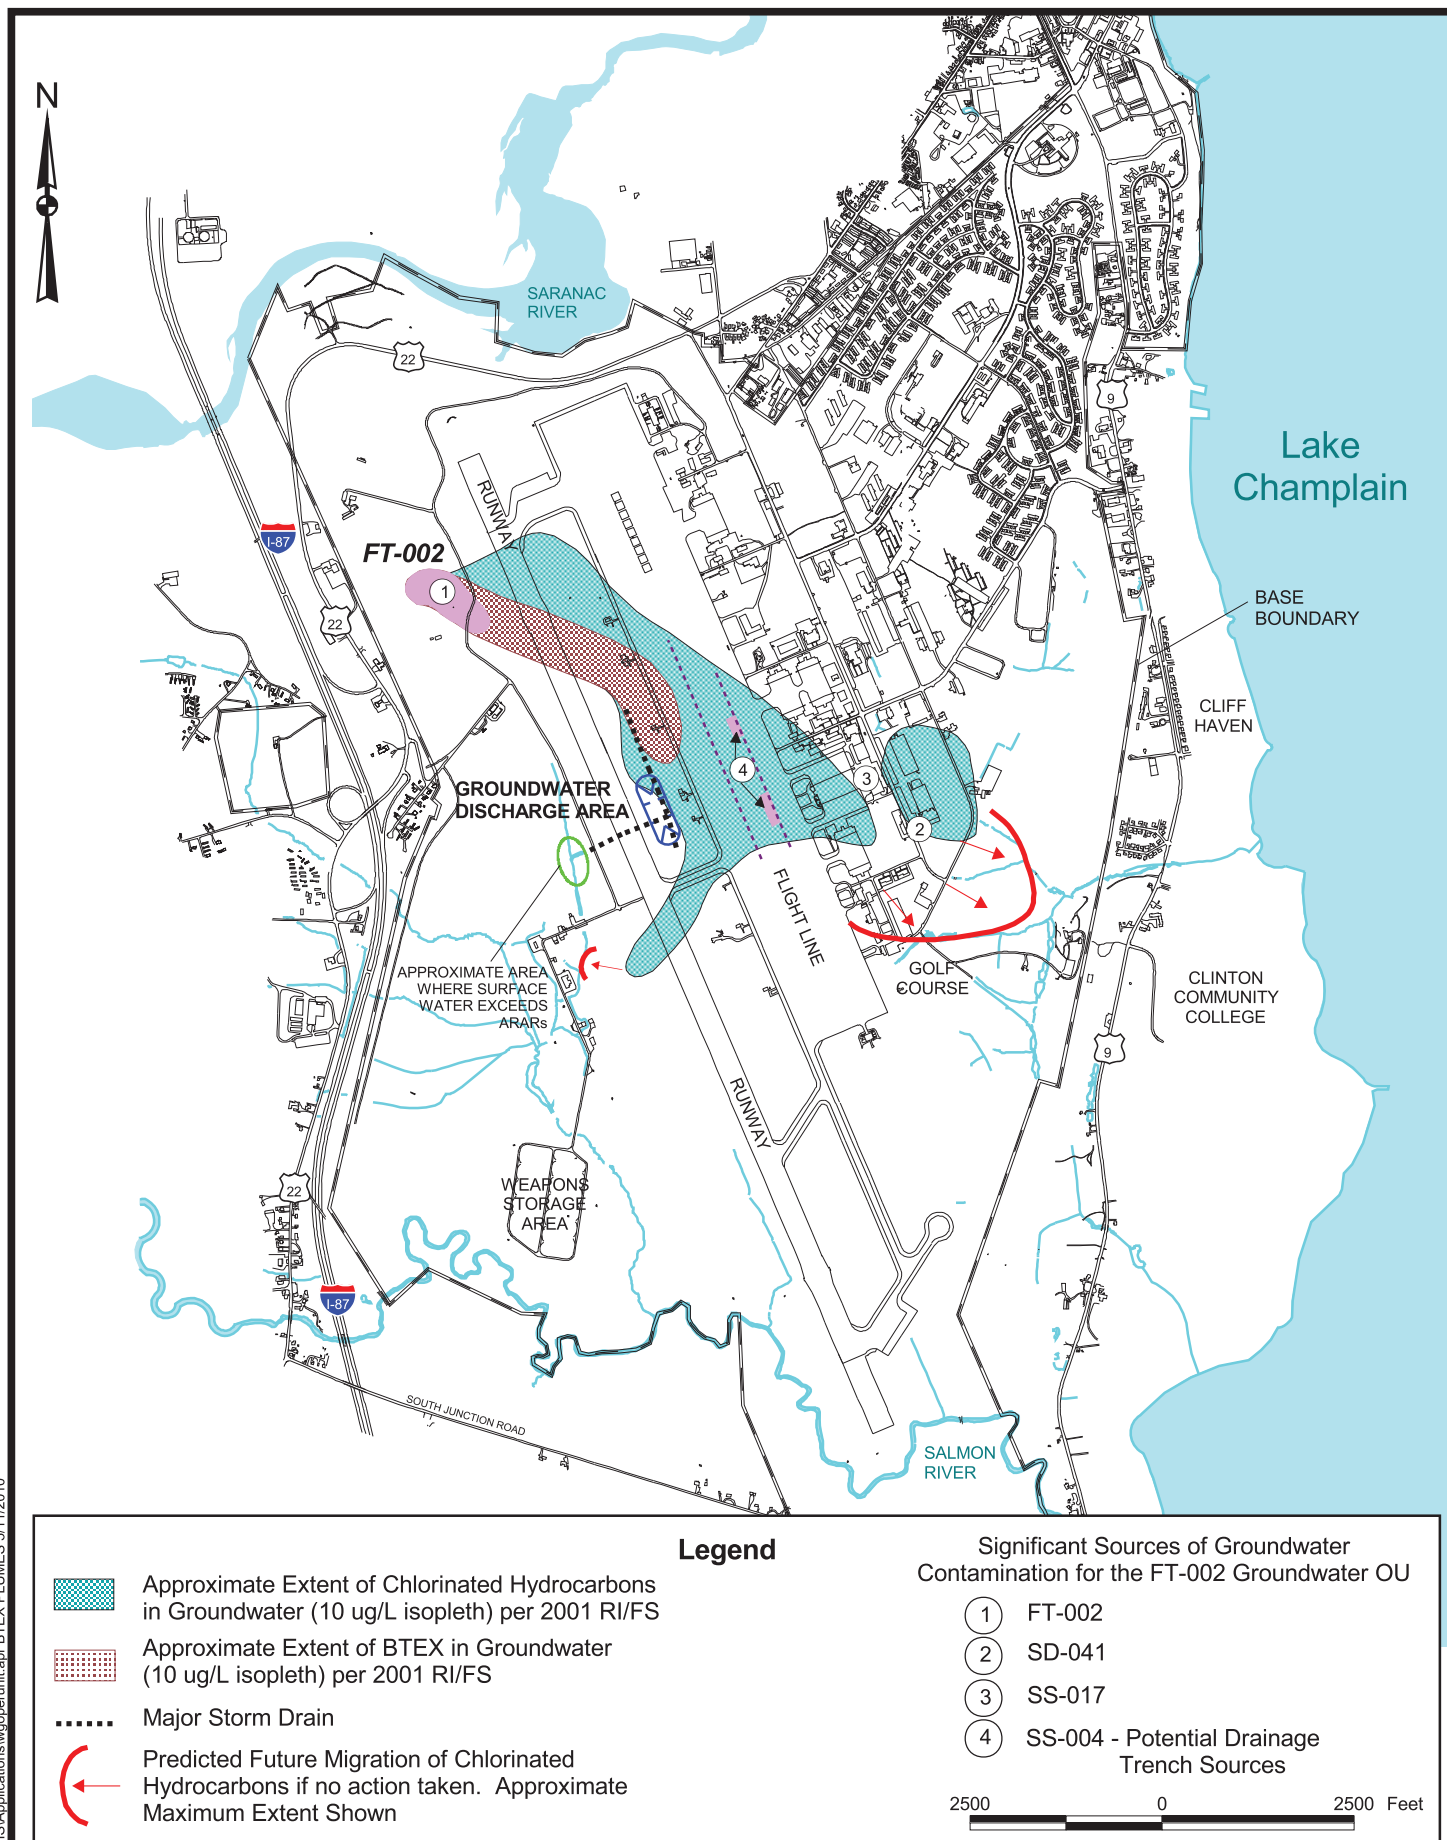 N
SARANAC
RIVER
22
9
Lake
Champlain
RUNWAY
I-87
FT-002
1
22
BASE
BOUNDARY
CLIFF
HAVEN
GROUNDWATER
DISCHARGE AREA
4
3
2
FLIGHT LINE
APPROXIMATE AREA
WHERE SURFACE
WATER EXCEEDS
ARARs
GOLF
COURSE
CLINTON
COMMUNITY
COLLEGE
9
RUNWAY
22
WEAPONS
STORAGE
AREA
I-87
SOUTH JUNCTION ROAD
SALMON
RIVER
Legend
Approximate Extent of Chlorinated Hydrocarbons
in Groundwater (10 ug/L isopleth) per 2001 RI/FS
Approximate Extent of BTEX in Groundwater
(10 ug/L isopleth) per 2001 RI/FS
Major Storm Drain
Predicted Future Migration of Chlorinated
Hydrocarbons if no action taken. Approximate
Maximum Extent Shown
Significant Sources of Groundwater
Contamination for the FT-002 Groundwater OU
1 FT-002
2 SD-041
3 SS-017
4 SS-004 - Potential Drainage
Trench Sources
2500 0 2500 Feet